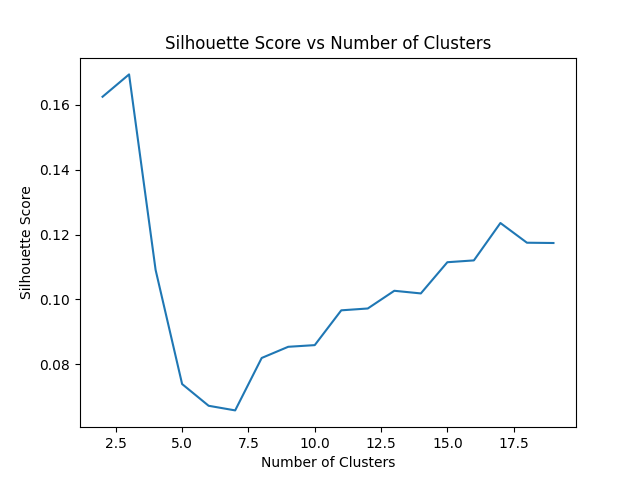 Silhouette Score vs Number of Clusters
0.16
0.14
0.12
0.10
0.08
Silhouette Score
2.5 5.0 7.5 10.0 12.5 15.0 17.5
Number of Clusters